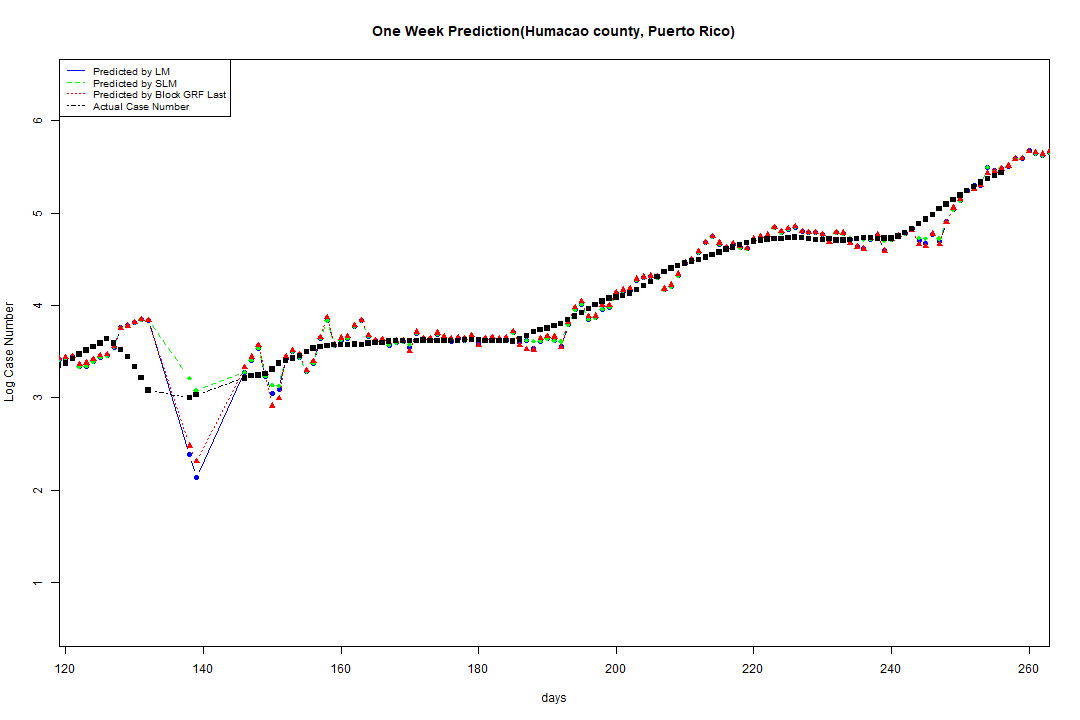 One Week Prediction(Humacao county, Puerto Rico)
Predicted by LM
Predicted by SLM
Predicted by Block GRF Last
Actual Case Number
Log Case Number
6
5
4
3
2
1
120 140 160 180 200 220 240 260
days